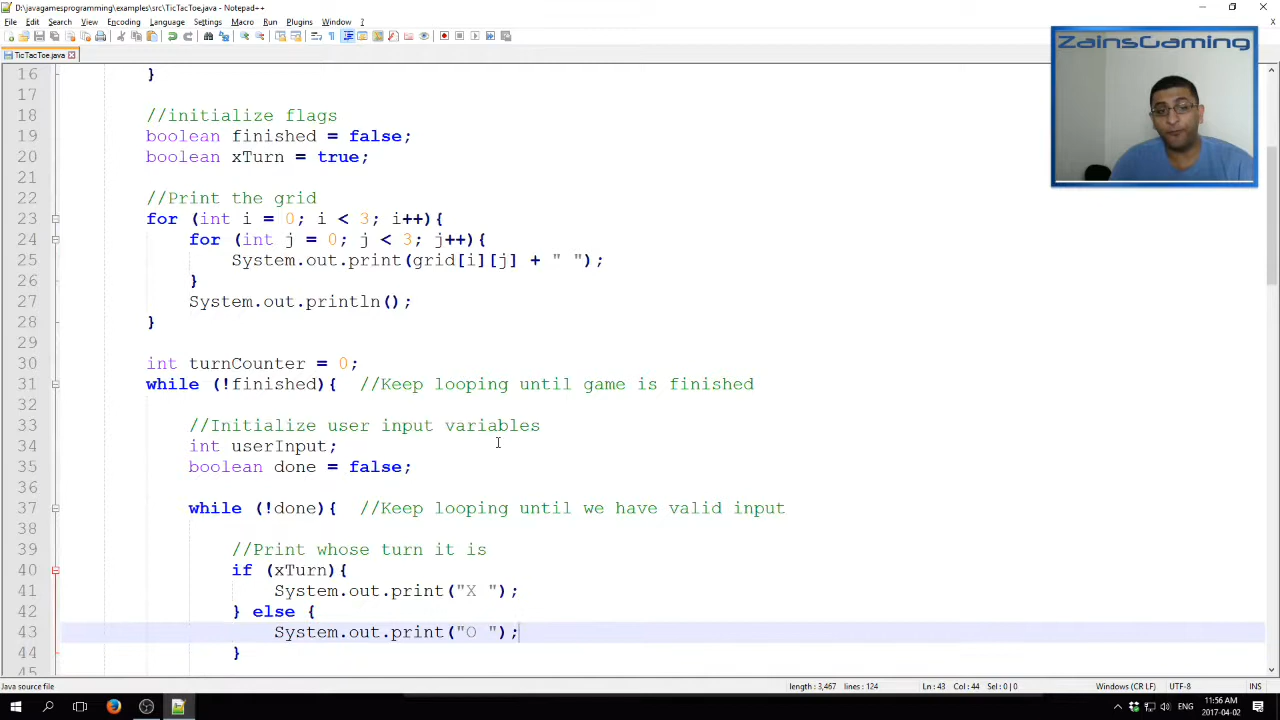 D:\javagamesprogramming\examples\src\TicTacToe.java - Notepad++
File Edit Search View Encoding Language Settings Macro Run Plugins Window ?
X
TicTacToe.java
ZainsGaming
16 }
17
18 //initialize flags
19 boolean finished = false;
20 boolean xTurn = true;
21
22 //Print the grid
23 for (int i = 0; i < 3; i++){
24 for (int j = 0; j < 3; j++){
25 System.out.print(grid[i][j] + " ");
26 }
27 System.out.println();
28 }
29
30 int turnCounter = 0;
31 while (!finished){ //Keep looping until game is finished
32
33 //Initialize user input variables
34 int userInput;
35 boolean done = false;
36
37 while (!done){ //Keep looping until we have valid input
38
39 //Print whose turn it is
40 if (xTurn){
41 System.out.print("X ");
42 } else {
43 System.out.print("O ");
44 }
45
Java source file length : 3,467 lines : 124 Ln : 43 Col : 44 Sel : 0 | 0 Windows (CR LF) UTF-8 INS
ENG 11:56 AM
2017-04-02